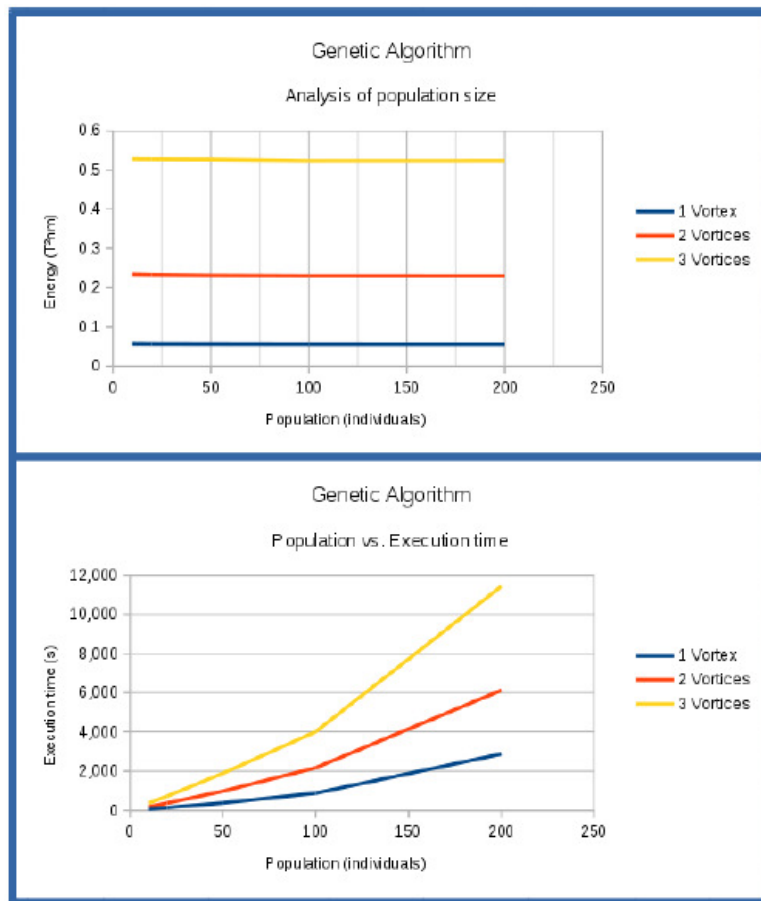 Genetic Algorithm
Analysis of population size
0.6
0.5
0.4
0.3
0.2
0.1
0
Energy (T²nm)
0 50 100 150 200 250
Population (individuals)
1 Vortex
2 Vortices
3 Vortices
Genetic Algorithm
Population vs. Execution time
12,000
10,000
8,000
6,000
4,000
2,000
0
Execution time (s)
0 50 100 150 200 250
Population (individuals)
1 Vortex
2 Vortices
3 Vortices